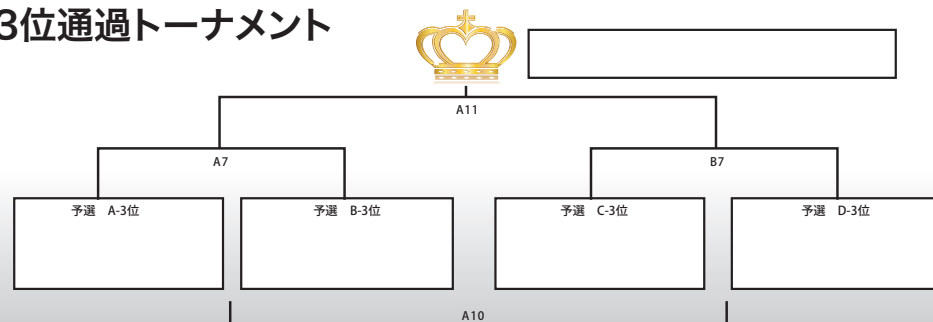 3位通過トーナメント
A11
A7
B7
予選 A-3位
予選 B-3位
予選 C-3位
予選 D-3位
A10